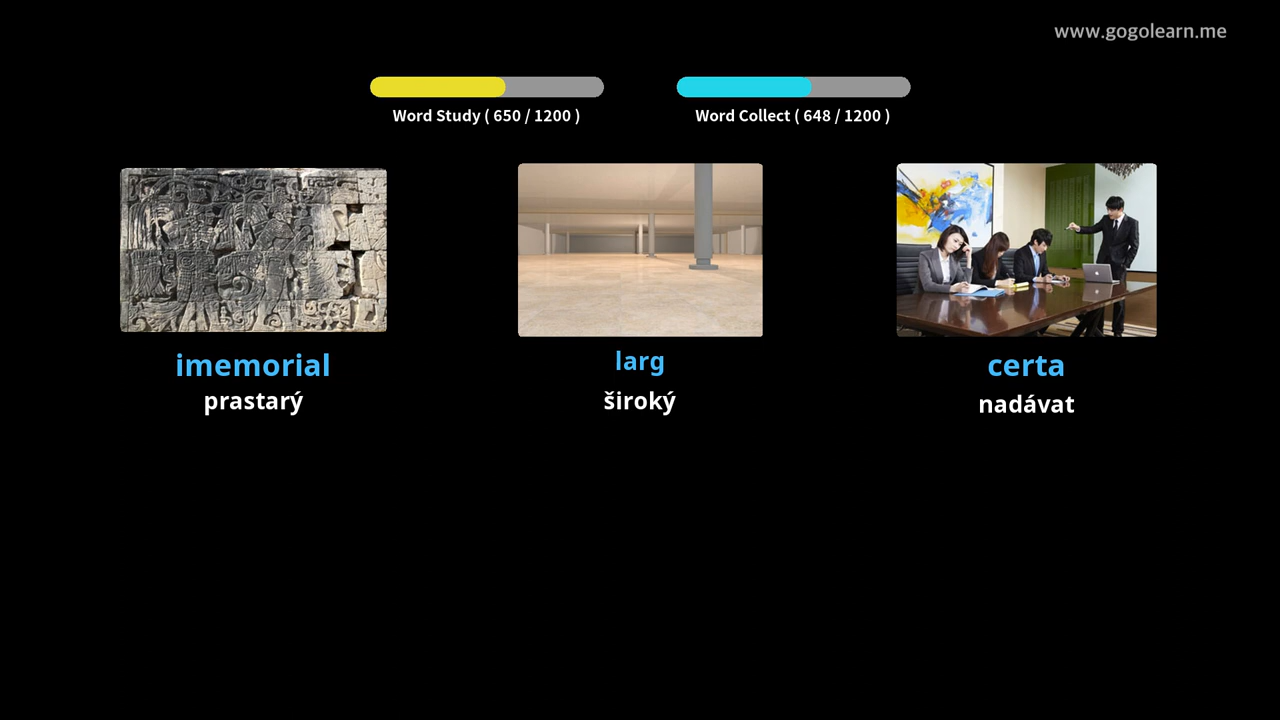 www.gogolearn.me
Word Study ( 650 / 1200 )
Word Collect ( 648 / 1200 )
imemorial
larg
certa
prastarý
široký
nadávat